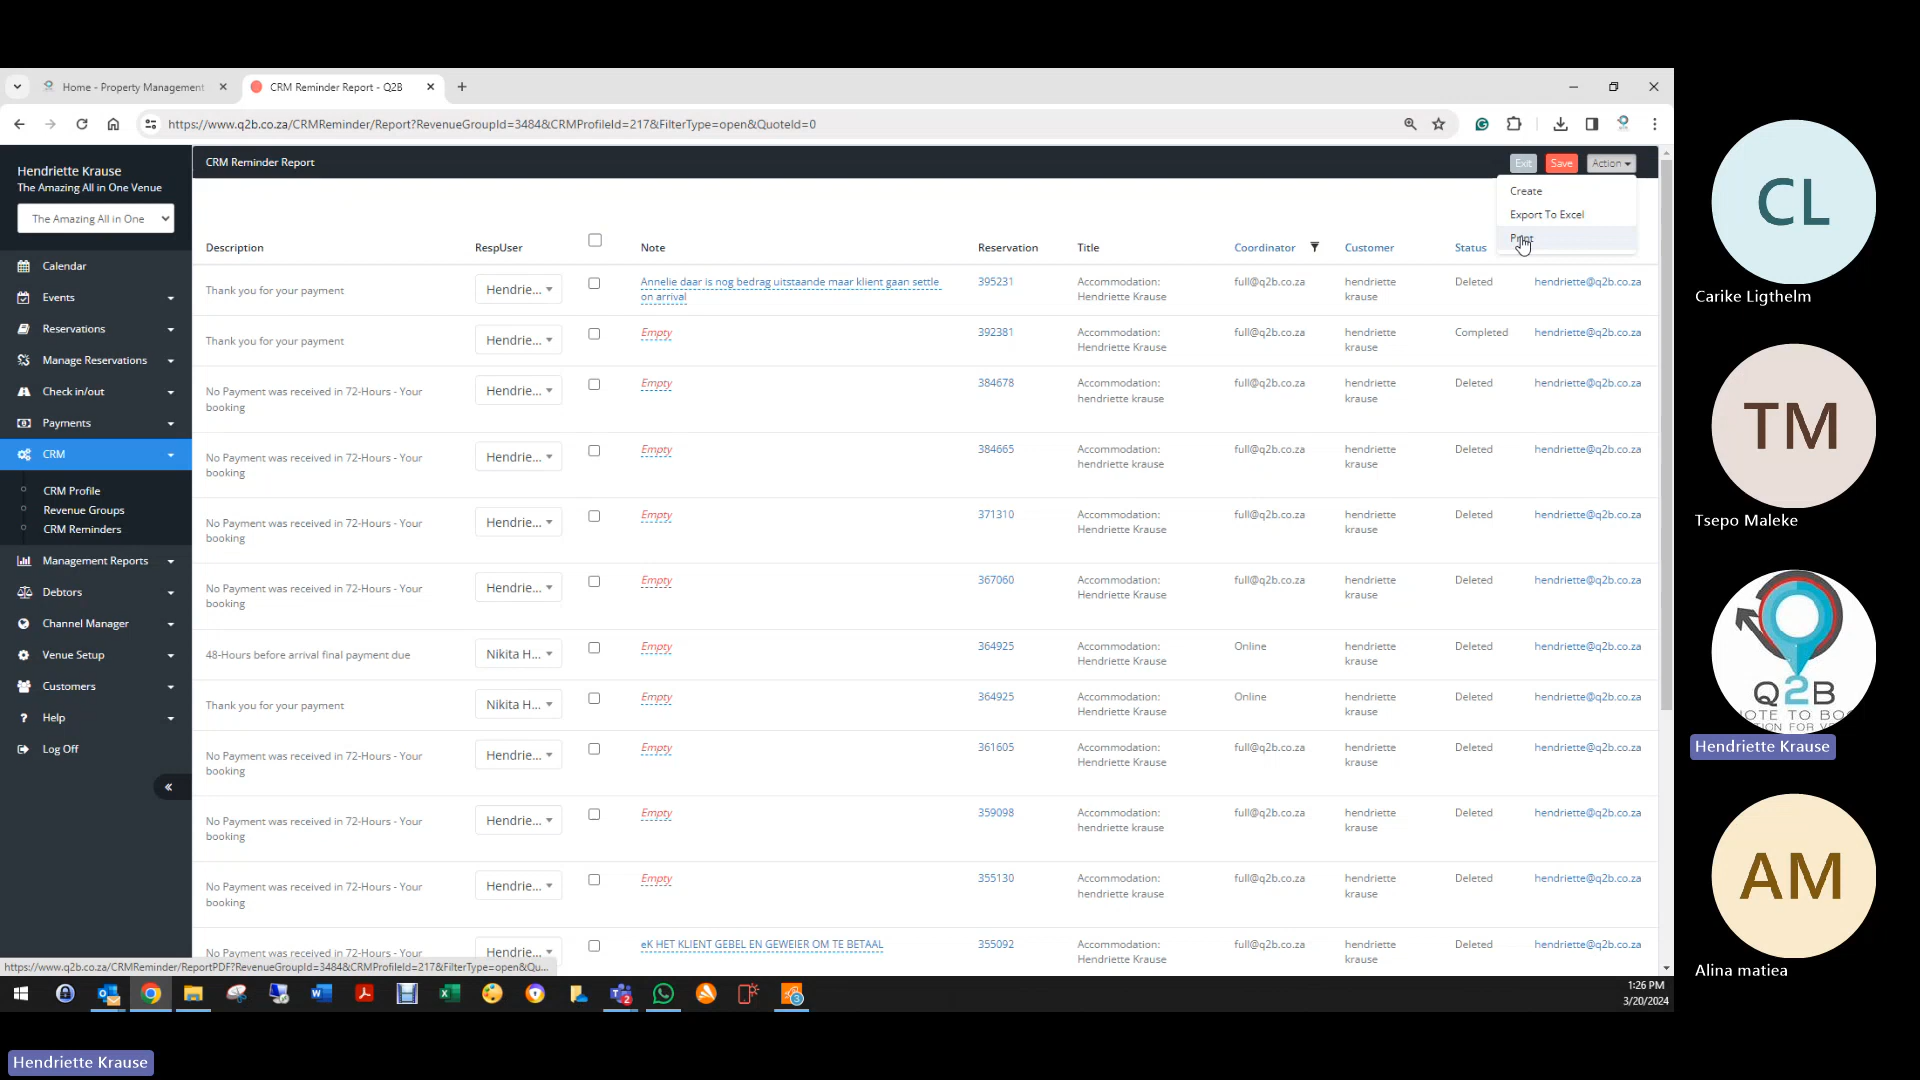 Home - Property Management
CRM Reminder Report - Q2B
https://www.q2b.co.za/CRMReminder/Report?RevenueGroupId=3484&CRMProfileId=217&FilterType=open&QuoteId=0
Hendriette Krause
The Amazing All in One Venue
The Amazing All in One
Calendar
Events
Reservations
Manage Reservations
Check in/out
Payments
CRM
CRM Profile
Revenue Groups
CRM Reminders
Management Reports
Debtors
Channel Manager
Venue Setup
Customers
? Help
Log Off
«
CRM Reminder Report
Exit Save Action
Create
Export To Excel
Print
Description RespUser Note Reservation Title Coordinator Customer Status
Thank you for your payment Hendrie... Annelie daar is nog bedrag uitstaande maar klient gaan settle 395231 Accommodation: full@q2b.co.za hendriette Deleted hendriette@q2b.co.za
on arrival Hendriette Krause krause
Thank you for your payment Hendrie... Empty 392381 Accommodation: full@q2b.co.za hendriette Completed hendriette@q2b.co.za
Hendriette Krause krause
No Payment was received in 72-Hours - Your Hendrie... Empty 384678 Accommodation: full@q2b.co.za hendriette Deleted hendriette@q2b.co.za
booking hendriette krause krause
No Payment was received in 72-Hours - Your Hendrie... Empty 384665 Accommodation: full@q2b.co.za hendriette Deleted hendriette@q2b.co.za
booking hendriette krause krause
No Payment was received in 72-Hours - Your Hendrie... Empty 371310 Accommodation: full@q2b.co.za hendriette Deleted hendriette@q2b.co.za
booking Hendriette Krause krause
No Payment was received in 72-Hours - Your Hendrie... Empty 367060 Accommodation: full@q2b.co.za hendriette Deleted hendriette@q2b.co.za
booking Hendriette Krause krause
48-Hours before arrival final payment due Nikita H... Empty 364925 Accommodation: Online hendriette Deleted hendriette@q2b.co.za
Hendriette Krause krause
Thank you for your payment Nikita H... Empty 364925 Accommodation: Online hendriette Deleted hendriette@q2b.co.za
Hendriette Krause krause
No Payment was received in 72-Hours - Your Hendrie... Empty 361605 Accommodation: full@q2b.co.za hendriette Deleted hendriette@q2b.co.za
booking Hendriette Krause krause
No Payment was received in 72-Hours - Your Hendrie... Empty 359098 Accommodation: full@q2b.co.za hendriette Deleted hendriette@q2b.co.za
booking hendriette krause krause
No Payment was received in 72-Hours - Your Hendrie... Empty 355130 Accommodation: full@q2b.co.za hendriette Deleted hendriette@q2b.co.za
booking hendriette krause krause
No Payment was received in 72-Hours - Your Hendrie... eK HET KLIENT GEBEL EN GEWEIER OM TE BETAAL 355092 Accommodation: full@q2b.co.za hendriette Deleted hendriette@q2b.co.za
Hendriette Krause krause
https://www.q2b.co.za/CRMReminder/ReportPDF?RevenueGroupId=3484&CRMProfileId=217&FilterType=open&Qu...
1:26 PM
3/20/2024
CL
Carike Ligthelm
TM
Tsepo Maleke
Q2B
OTE TO BO
TION FOR VE
Hendriette Krause
AM
Alina matiea
Hendriette Krause